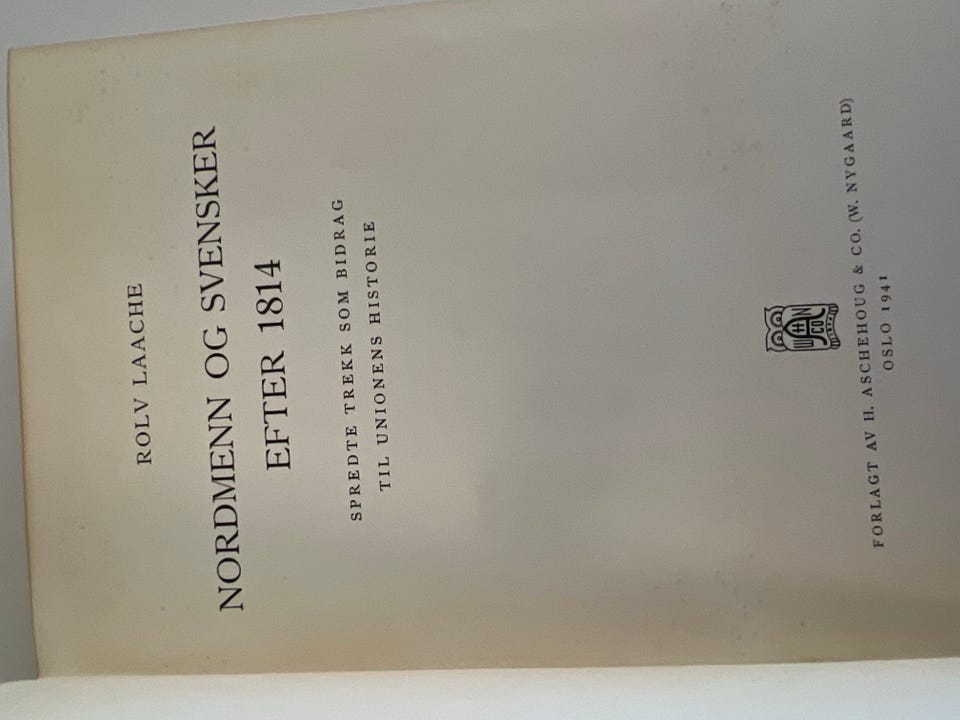 ROLV LAACHE
NORDMENN OG SVENSKER
EFTER 1814
SPREDTE TREKK SOM BIDRAG
TIL UNIONENS HISTORIE
FORLAGT AV H. ASCHEHOUG & CO. (W. NYGAARD)
OSLO 1941